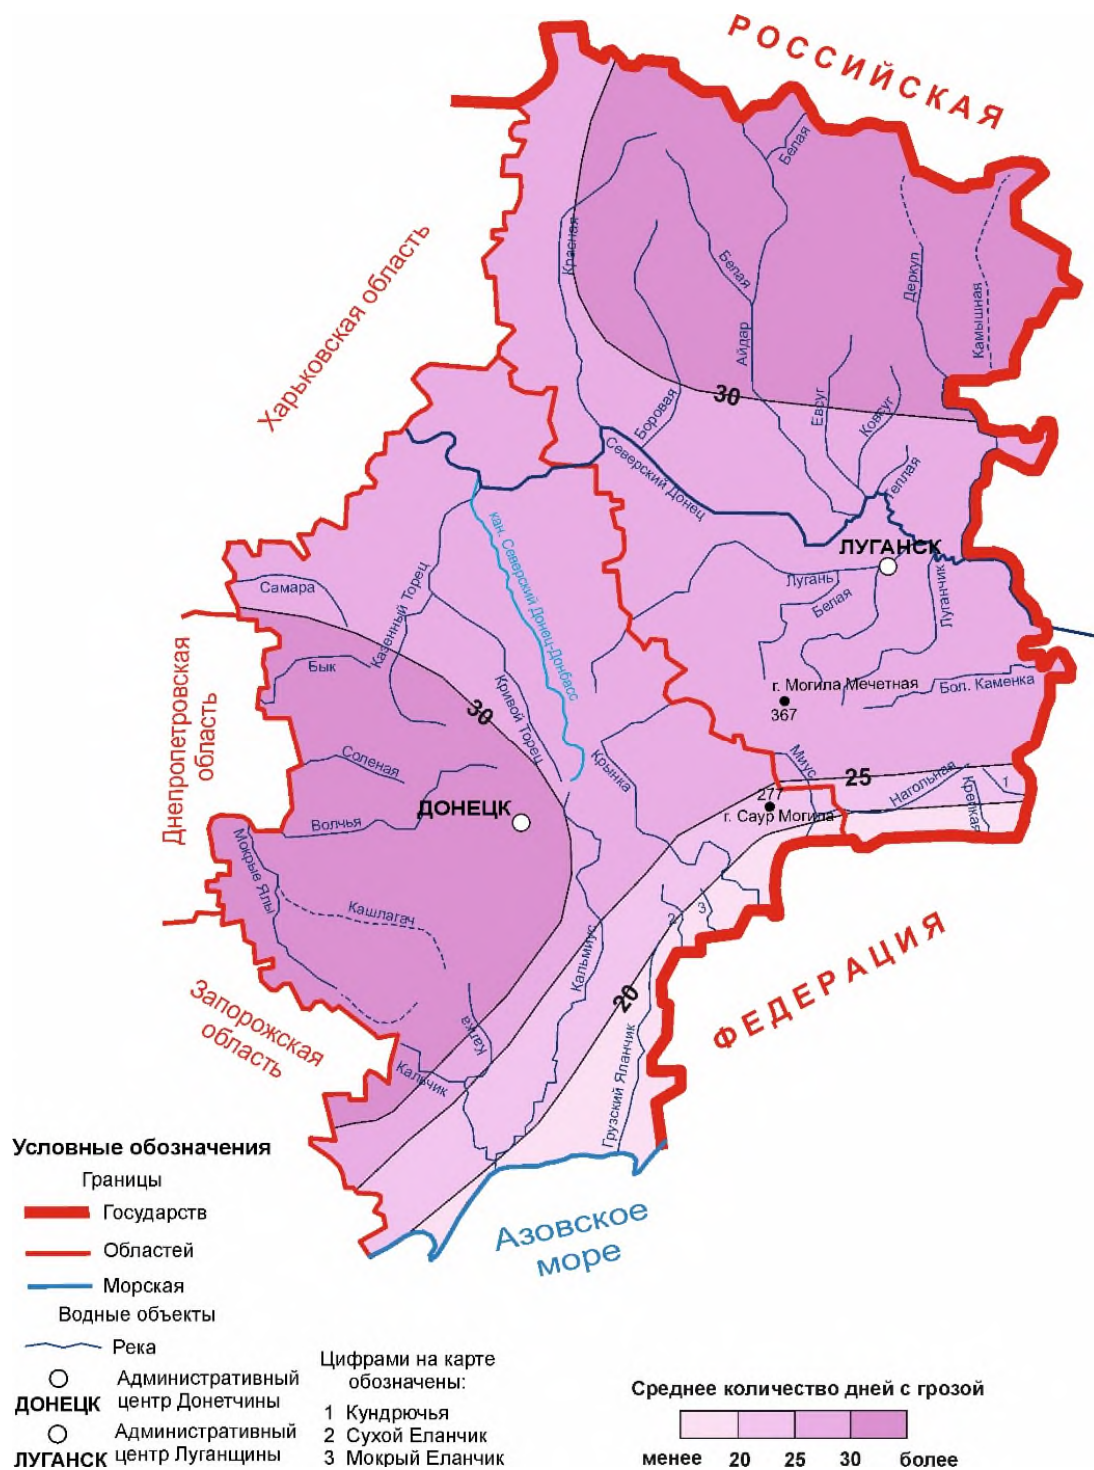 РОССИЙСКАЯ
Белая
Красная
Белая
Деркул
Камышная
Харьковская область
Айдар
30
Боровая
Евсуг
Ковсуг
Северский Донец
Теплая
кан. Северский Донец-Донбасс
ЛУГАНСК
Лугань
Белая
Луганчик
Самара
Казенный Торец
Бык
Днепропетровская
область
30
Кривой Торец
г. Могила Мечетная
367
Бол. Каменка
Соленая
Крынка
Миус
25
Нагольная
Крепкая
1
277
г. Саур Могила
ДОНЕЦК
Волчья
Мокрые Ялы
Кашлагач
2
3
Кальмиус
20
ФЕДЕРАЦИЯ
Запорожская
область
Кальчик
Грузский Яланчик
Азовское
море
Условные обозначения
Границы
Государств
Областей
Морская
Водные объекты
Река
ДОНЕЦК
Административный
центр Донетчины
ЛУГАНСК
Административный
центр Луганщины
Цифрами на карте
обозначены:
1 Кундрючья
2 Сухой Еланчик
3 Мокрый Еланчик
Среднее количество дней с грозой
менее 20 25 30 более